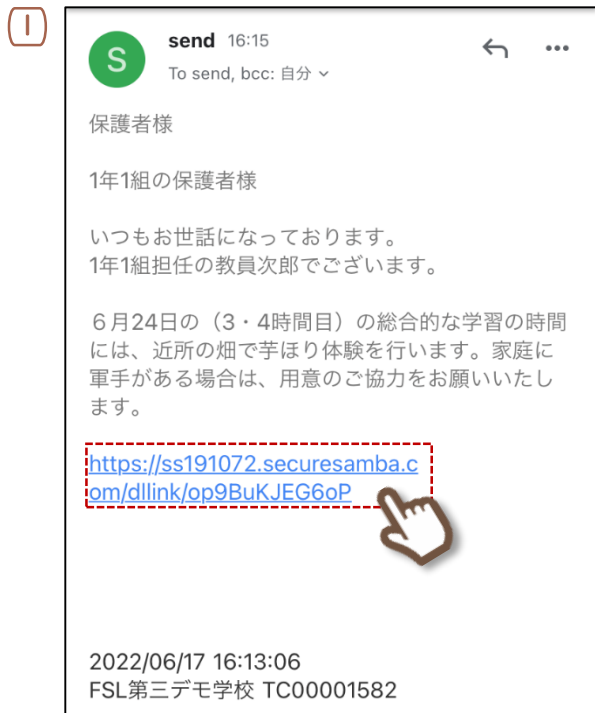 1
S
send 16:15
To send, bcc: 自分
保護者様
1年1組の保護者様
いつもお世話になっております。
1年1組担任の教員次郎でございます。
６月24日の（3・4時間目）の総合的な学習の時間
には、近所の畑で芋ほり体験を行います。家庭に
軍手がある場合は、用意のご協力をお願いいたし
ます。
https://ss191072.securesamba.c
om/dllink/op9BuKJEG6oP
2022/06/17 16:13:06
FSL第三デモ学校 TC00001582